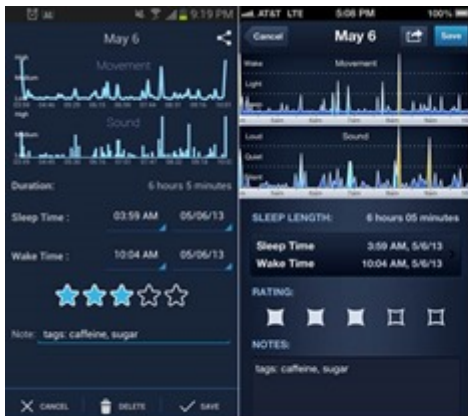 9:19 PM
May 6
Movement
High
Medium
Sound
High
Medium
Duration: 6 hours 5 minutes
Sleep Time : 03:59 AM 05/06/13
Wake Time : 10:04 AM 05/06/13
Note: tags: caffeine, sugar
CANCEL DELETE SAVE
AT&T LTE 5:08 PM 100%
Cancel May 6 Save
Wake Movement
Light
Loud Sound
Quiet
SLEEP LENGTH: 6 hours 05 minutes
Sleep Time 3:59 AM, 5/6/13
Wake Time 10:04 AM, 5/6/13
RATING:
NOTES:
tags: caffeine, sugar